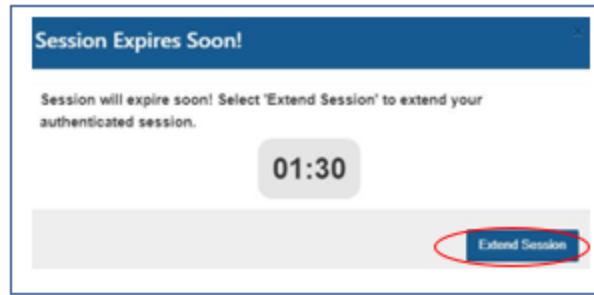 Session Expires Soon!
Session will expire soon! Select 'Extend Session' to extend your
authenticated session.
01:30
Extend Session